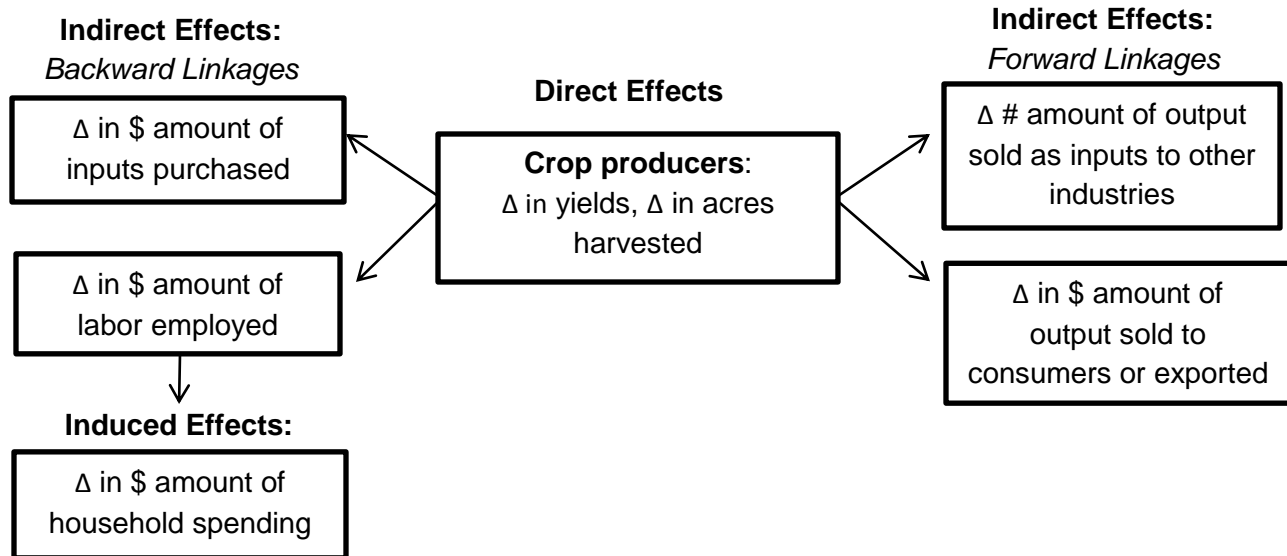 Indirect Effects:
Backward Linkages
Δ in $ amount of
inputs purchased
Δ in $ amount of
labor employed
Induced Effects:
Δ in $ amount of
household spending
Direct Effects
Crop producers:
Δ in yields, Δ in acres
harvested
Indirect Effects:
Forward Linkages
Δ # amount of output
sold as inputs to other
industries
Δ in $ amount of
output sold to
consumers or exported